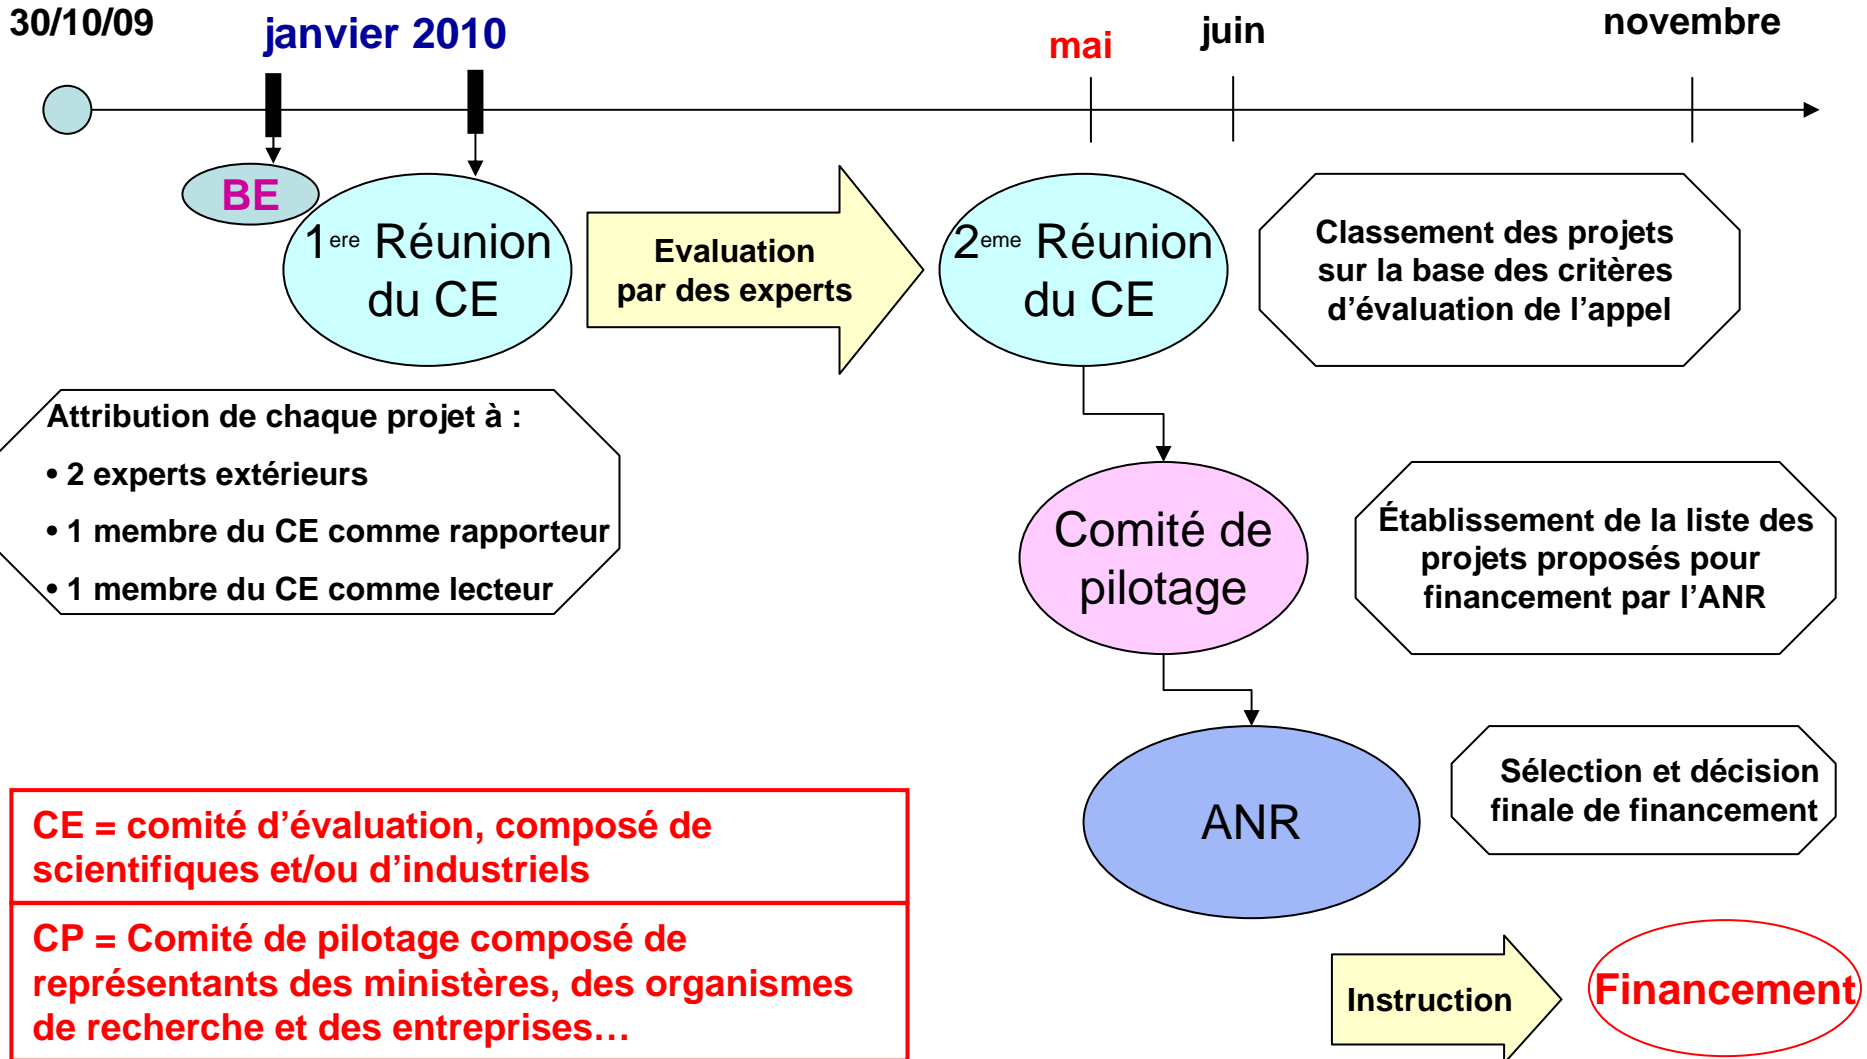 30/10/09
janvier 2010
mai
juin
novembre
BE
1ere Réunion
du CE
Evaluation
par des experts
2eme Réunion
du CE
Classement des projets
sur la base des critères
d’évaluation de l’appel
Attribution de chaque projet à :
• 2 experts extérieurs
• 1 membre du CE comme rapporteur
• 1 membre du CE comme lecteur
Comité de
pilotage
Établissement de la liste des
projets proposés pour
financement par l’ANR
ANR
Sélection et décision
finale de financement
CE = comité d’évaluation, composé de
scientifiques et/ou d’industriels
CP = Comité de pilotage composé de
représentants des ministères, des organismes
de recherche et des entreprises…
Instruction
Financement